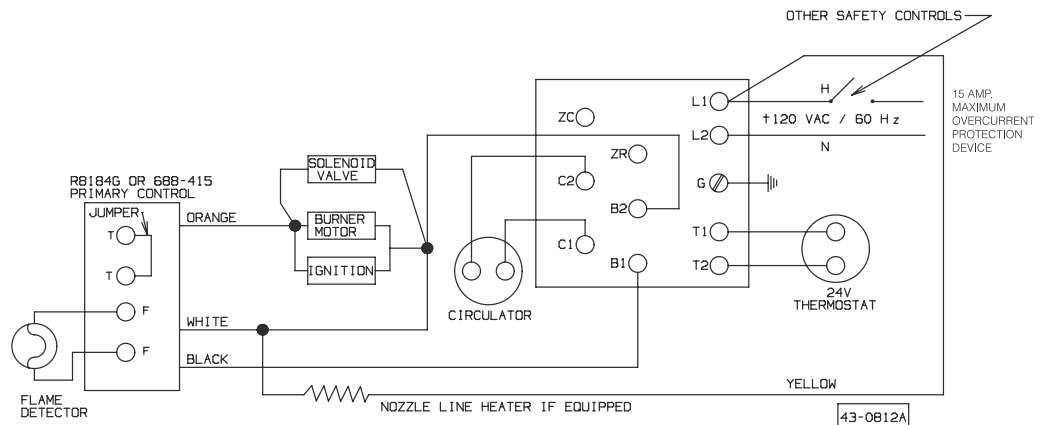 OTHER SAFETY CONTROLS
H
L1
ZC
†120 VAC / 60 Hz
15 AMP.
MAXIMUM
OVERCURRENT
PROTECTION
DEVICE
L2
N
ZR
SOLENOID
VALVE
R8184G OR 688-415
PRIMARY CONTROL
C2
G
JUMPER
ORANGE
BURNER
MOTOR
B2
T
T1
C1
T
IGNITION
B1
T2
24V
THERMOSTAT
CIRCULATOR
F
WHITE
F
BLACK
YELLOW
FLAME
DETECTOR
NOZZLE LINE HEATER IF EQUIPPED
43-0812A